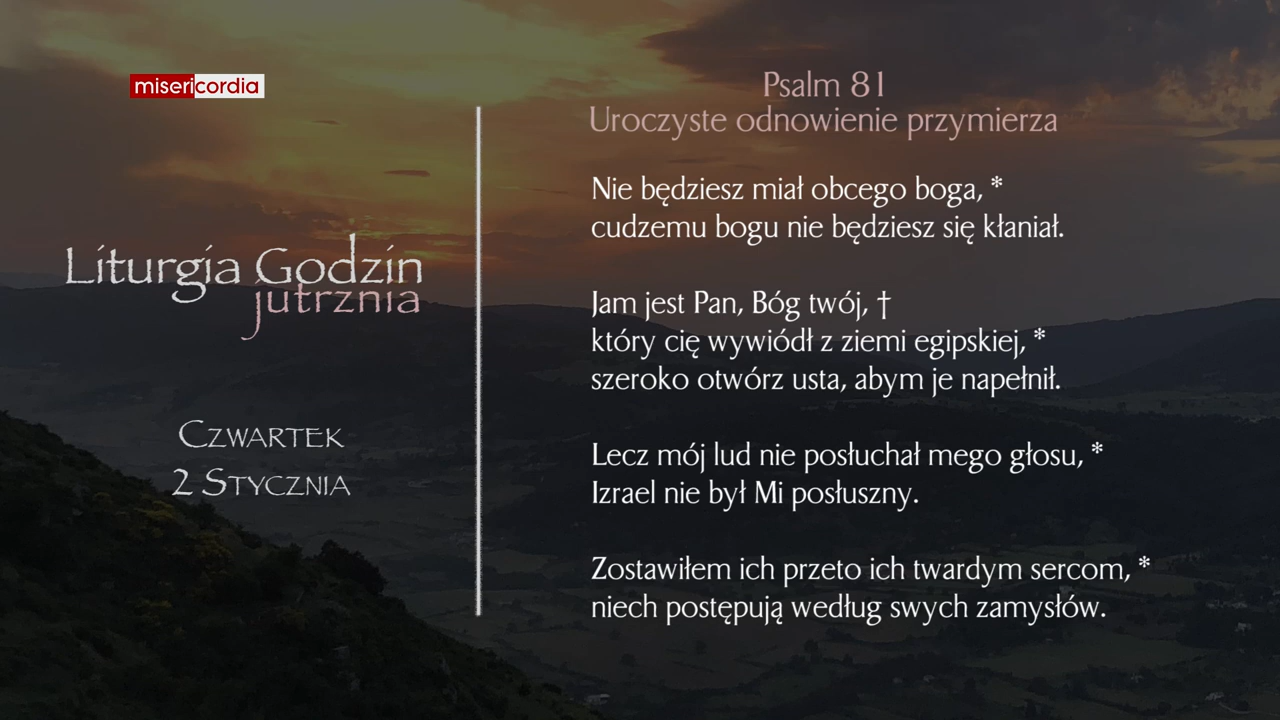 misericordia
Liturgia Godzin
jutrznia
Czwartek
2 Stycznia
Psalm 81
Uroczyste odnowienie przymierza
Nie będziesz miał obcego boga, *
cudzemu bogu nie będziesz się kłaniał.
Jam jest Pan, Bóg twój, †
który cię wywiódł z ziemi egipskiej, *
szeroko otwórz usta, abym je napełnił.
Lecz mój lud nie posłuchał mego głosu, *
Izrael nie był Mi posłuszny.
Zostawiłem ich przeto ich twardym sercom, *
niech postępują według swych zamysłów.